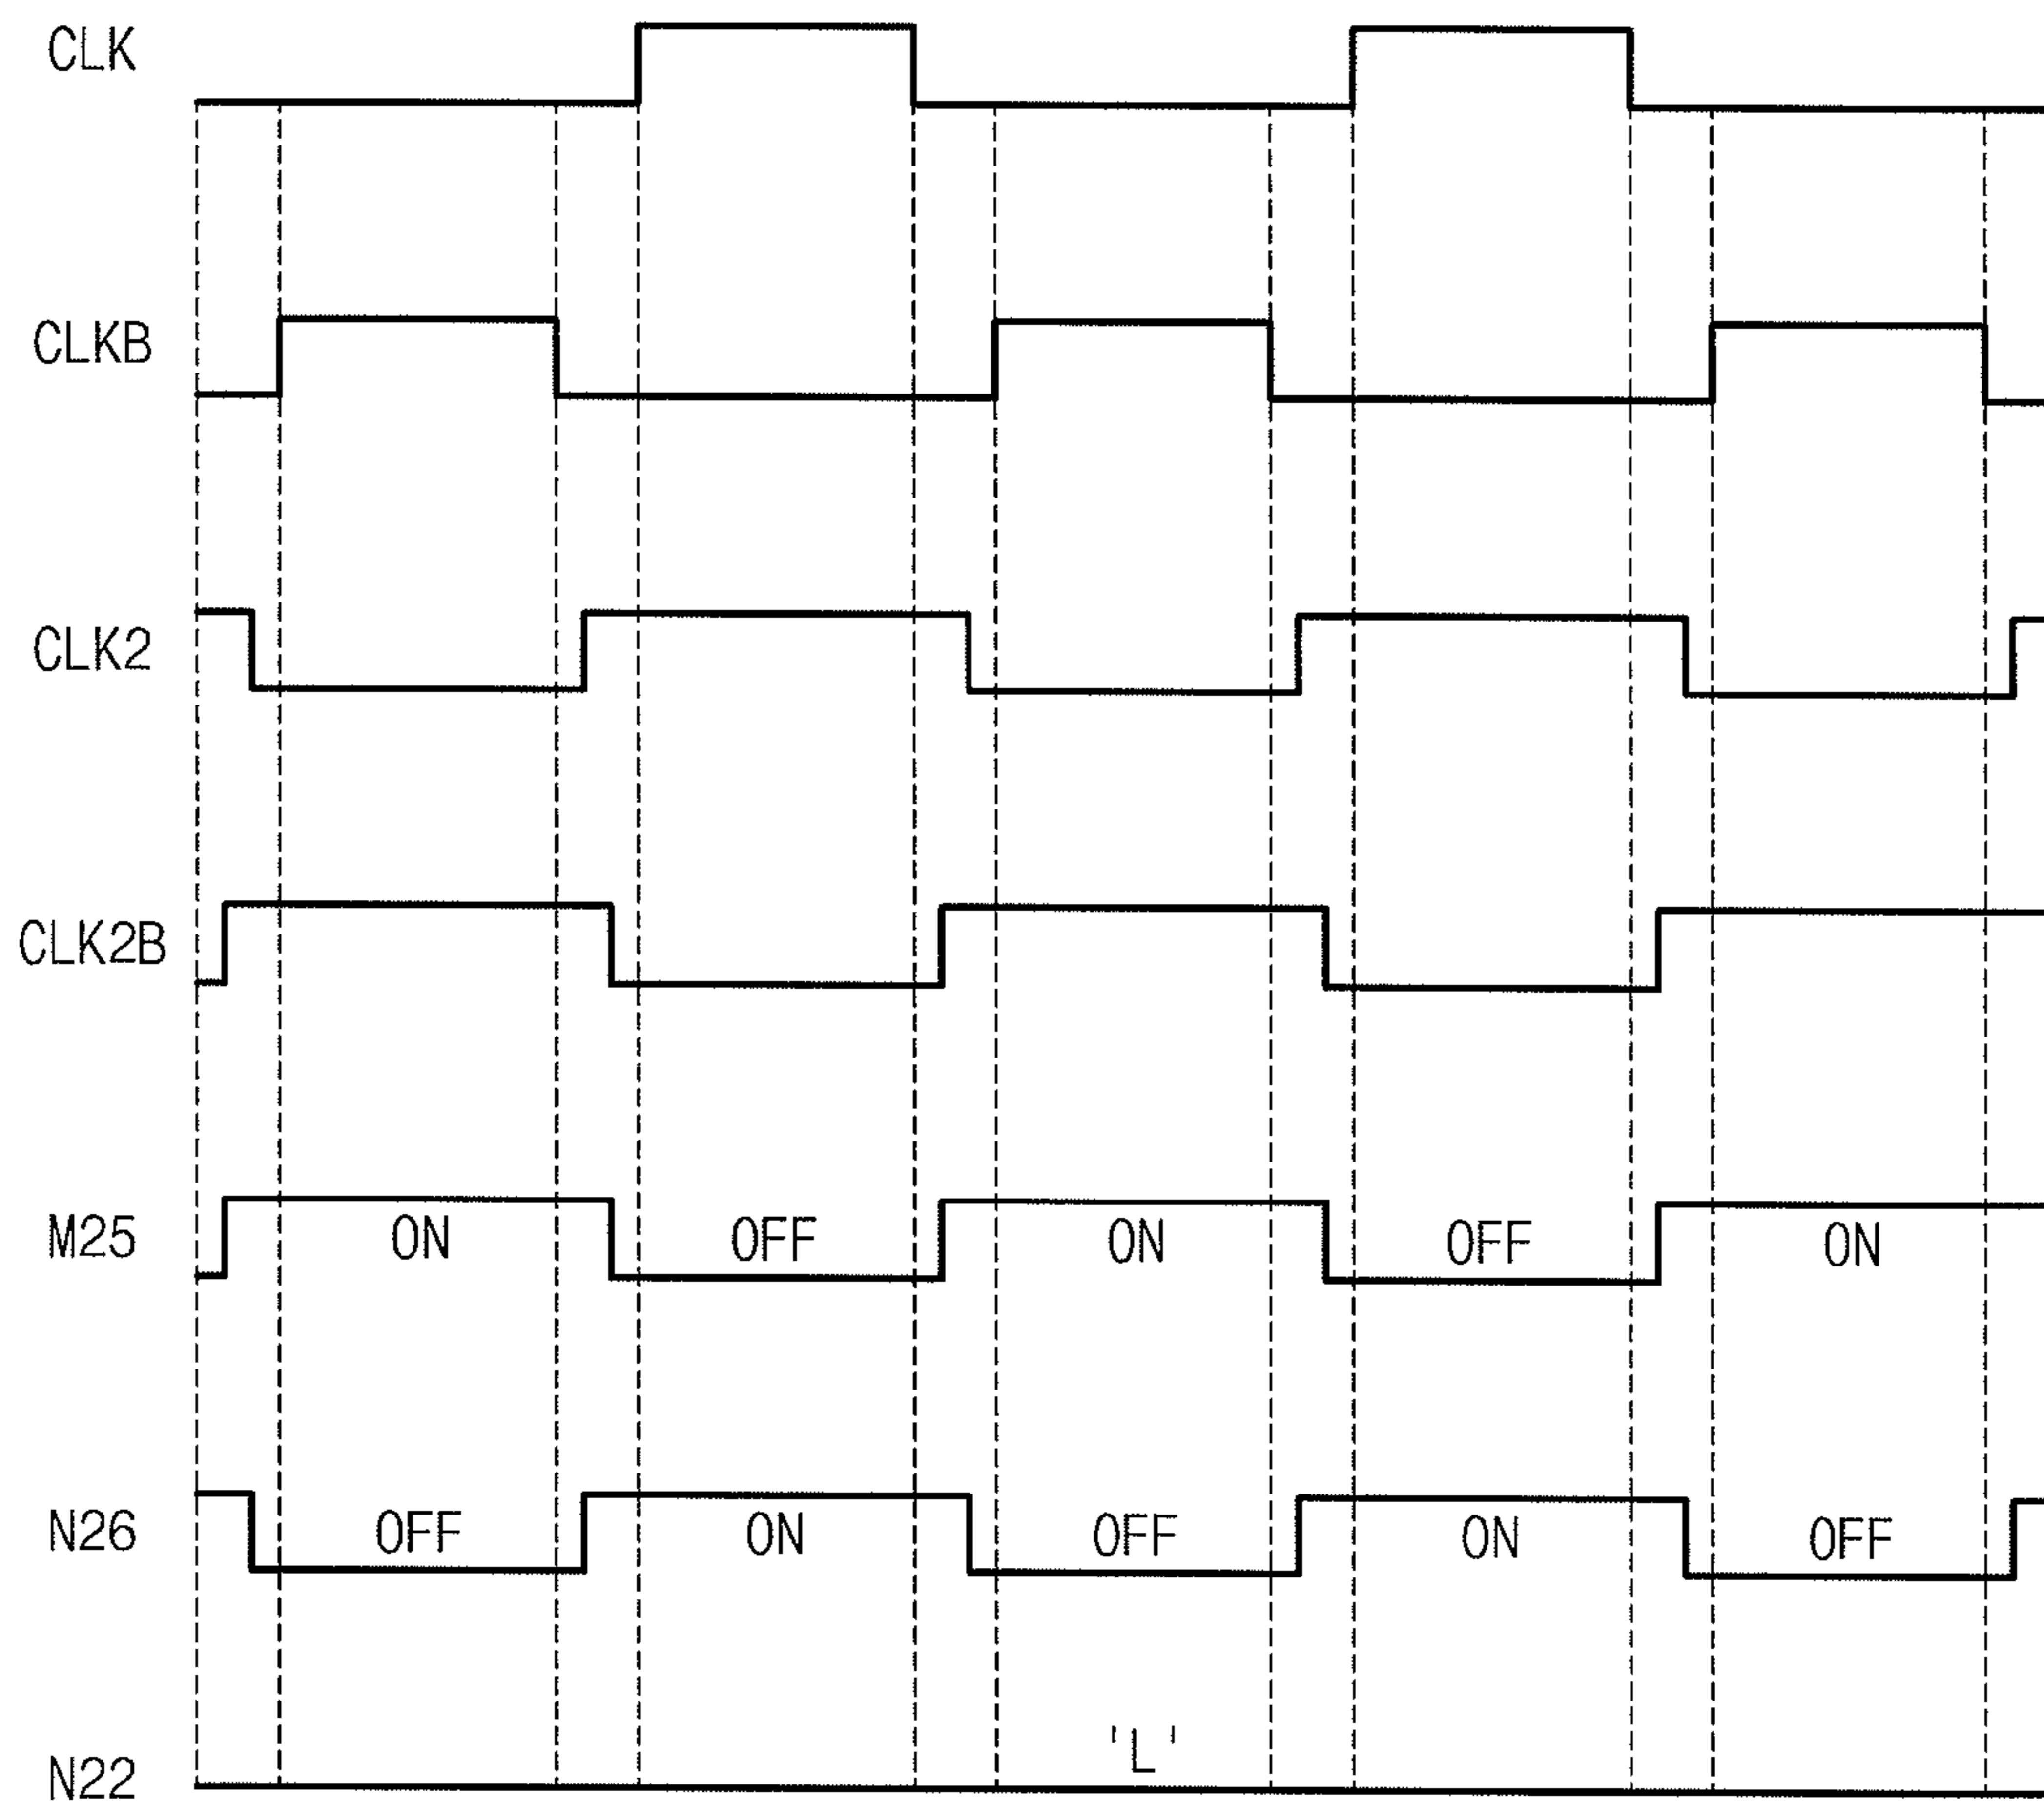 CLK
CLKB
CLK2
CLK2B
M25
ON OFF ON OFF ON
N26
OFF ON OFF ON OFF
N22
'L'